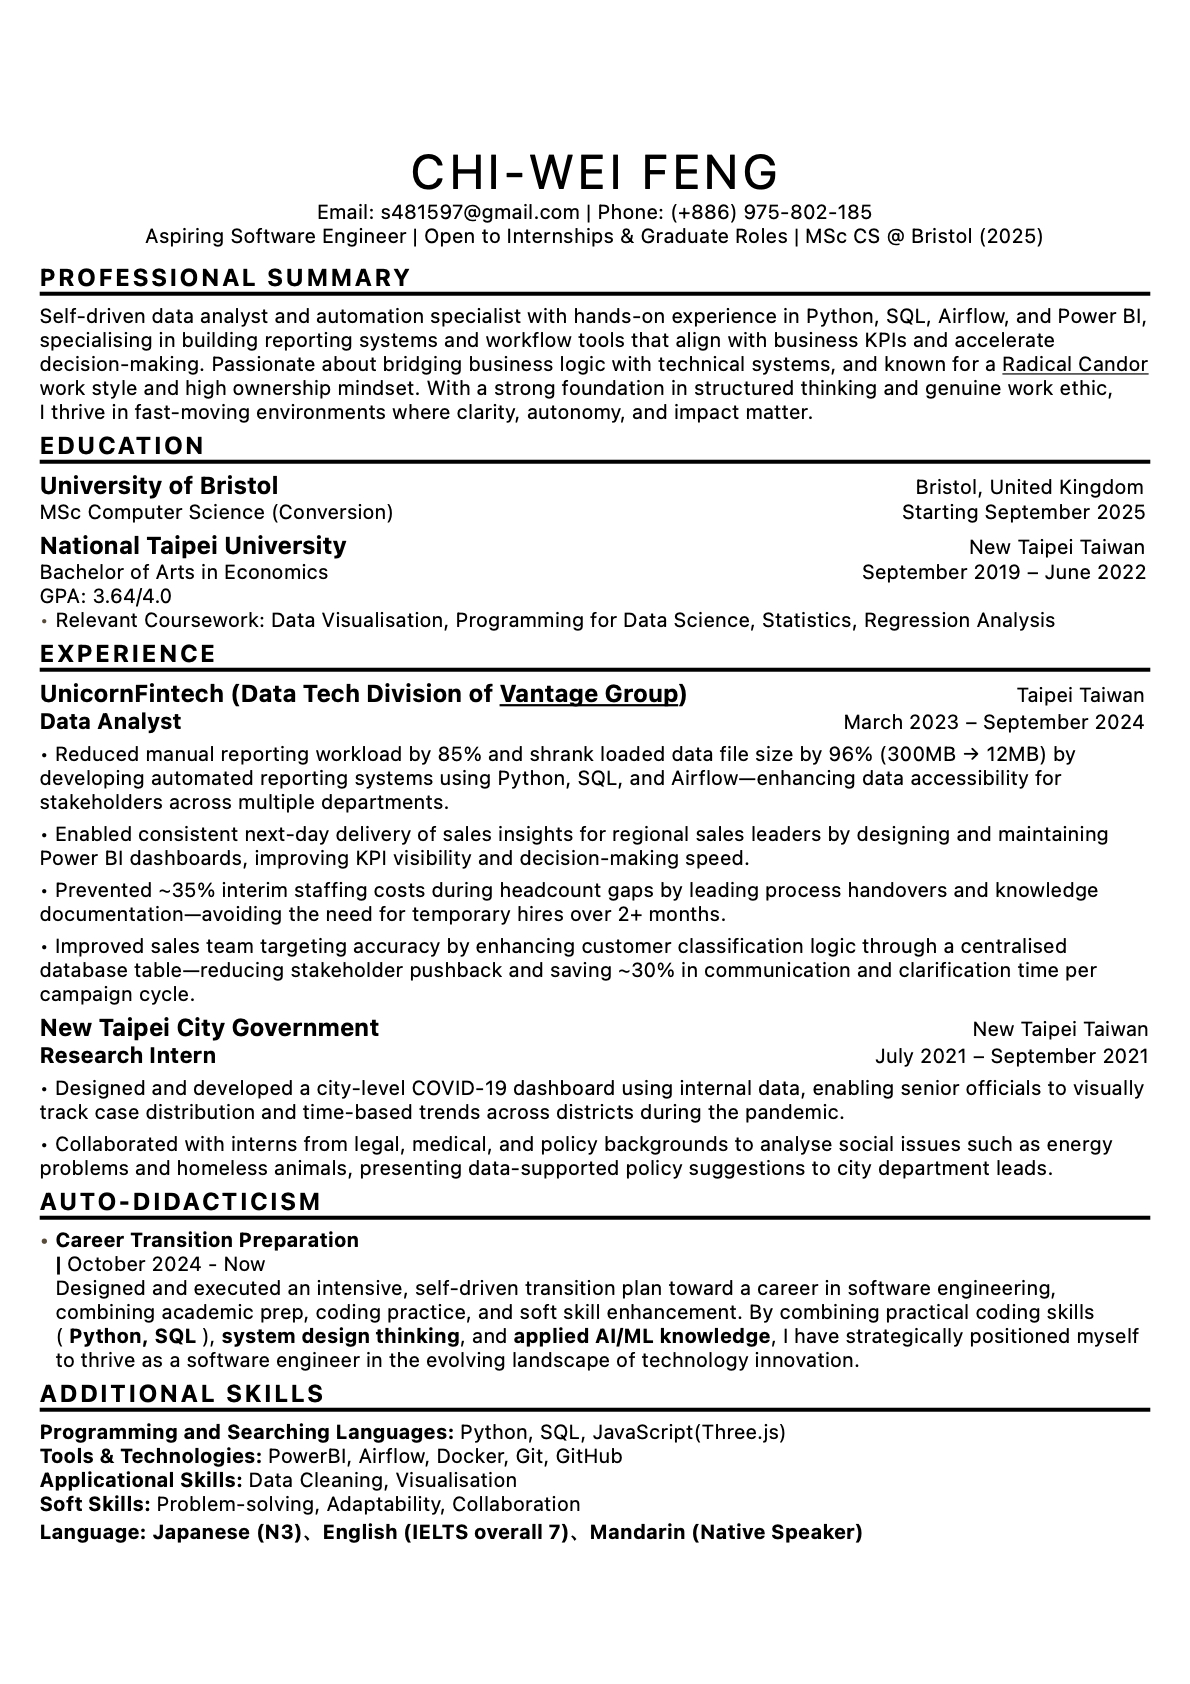 CHI-WEI FENG
Email: s481597@gmail.com | Phone: (+886) 975-802-185
Aspiring Software Engineer | Open to Internships & Graduate Roles | MSc CS @ Bristol (2025)
PROFESSIONAL SUMMARY
Self-driven data analyst and automation specialist with hands-on experience in Python, SQL, Airflow, and Power BI,
specialising in building reporting systems and workflow tools that align with business KPIs and accelerate
decision-making. Passionate about bridging business logic with technical systems, and known for a Radical Candor
work style and high ownership mindset. With a strong foundation in structured thinking and genuine work ethic,
I thrive in fast-moving environments where clarity, autonomy, and impact matter.
EDUCATION
University of Bristol Bristol, United Kingdom
MSc Computer Science (Conversion) Starting September 2025
National Taipei University New Taipei Taiwan
Bachelor of Arts in Economics September 2019 – June 2022
GPA: 3.64/4.0
• Relevant Coursework: Data Visualisation, Programming for Data Science, Statistics, Regression Analysis
EXPERIENCE
UnicornFintech (Data Tech Division of Vantage Group) Taipei Taiwan
Data Analyst March 2023 – September 2024
• Reduced manual reporting workload by 85% and shrank loaded data file size by 96% (300MB → 12MB) by
developing automated reporting systems using Python, SQL, and Airflow—enhancing data accessibility for
stakeholders across multiple departments.
• Enabled consistent next-day delivery of sales insights for regional sales leaders by designing and maintaining
Power BI dashboards, improving KPI visibility and decision-making speed.
• Prevented ~35% interim staffing costs during headcount gaps by leading process handovers and knowledge
documentation—avoiding the need for temporary hires over 2+ months.
• Improved sales team targeting accuracy by enhancing customer classification logic through a centralised
database table—reducing stakeholder pushback and saving ~30% in communication and clarification time per
campaign cycle.
New Taipei City Government New Taipei Taiwan
Research Intern July 2021 – September 2021
• Designed and developed a city-level COVID-19 dashboard using internal data, enabling senior officials to visually
track case distribution and time-based trends across districts during the pandemic.
• Collaborated with interns from legal, medical, and policy backgrounds to analyse social issues such as energy
problems and homeless animals, presenting data-supported policy suggestions to city department leads.
AUTO-DIDACTICISM
• Career Transition Preparation
| October 2024 - Now
Designed and executed an intensive, self-driven transition plan toward a career in software engineering,
combining academic prep, coding practice, and soft skill enhancement. By combining practical coding skills
( Python, SQL ), system design thinking, and applied AI/ML knowledge, I have strategically positioned myself
to thrive as a software engineer in the evolving landscape of technology innovation.
ADDITIONAL SKILLS
Programming and Searching Languages: Python, SQL, JavaScript(Three.js)
Tools & Technologies: PowerBI, Airflow, Docker, Git, GitHub
Applicational Skills: Data Cleaning, Visualisation
Soft Skills: Problem-solving, Adaptability, Collaboration
Language: Japanese (N3)、English (IELTS overall 7)、Mandarin (Native Speaker)